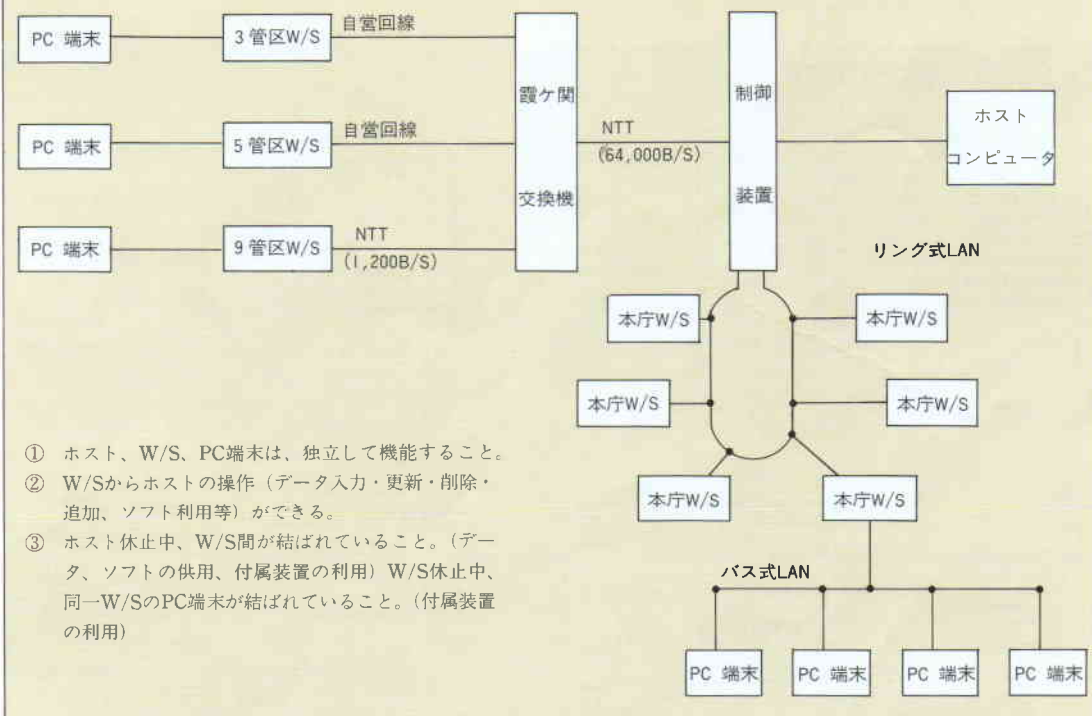 PC 端末
3 管区W/S
自営回線
PC 端末
5 管区W/S
自営回線
PC 端末
9 管区W/S
NTT
(1,200B/S)
霞ケ関
交換機
NTT
(64,000B/S)
制御
装置
ホスト
コンピュータ
リング式LAN
本庁W/S
本庁W/S
本庁W/S
本庁W/S
本庁W/S
本庁W/S
① ホスト、W/S、PC端末は、独立して機能すること。
② W/Sからホストの操作（データ入力・更新・削除・
追加、ソフト利用等）ができる。
③ ホスト休止中、W/S間が結ばれていること。（デー
タ、ソフトの供用、付属装置の利用）W/S休止中、
同一W/SのPC端末が結ばれていること。（付属装置
の利用）
バス式LAN
PC 端末
PC 端末
PC 端末
PC 端末